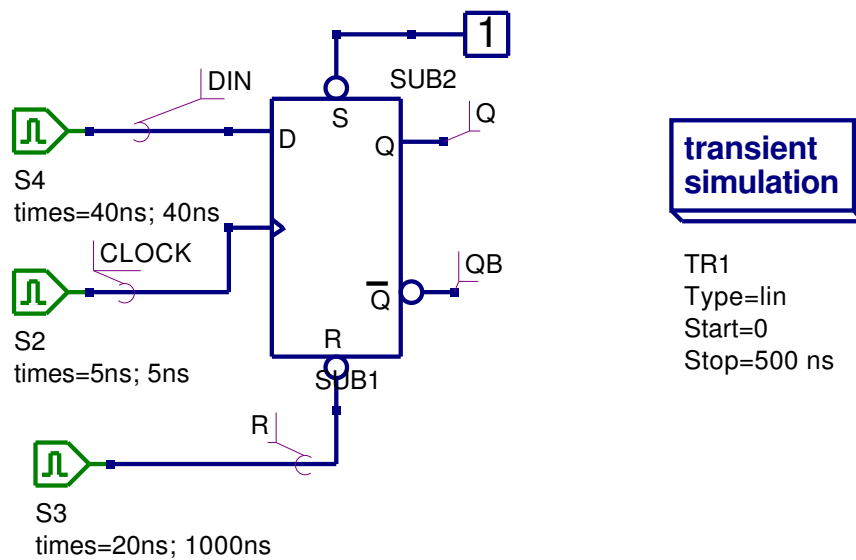 1
DIN
SUB2
S
D
Q
Q
S4
times=40ns; 40ns
CLOCK
QB
Q
S2
times=5ns; 5ns
R
SUB1
R
S3
times=20ns; 1000ns
transient
simulation
TR1
Type=lin
Start=0
Stop=500 ns